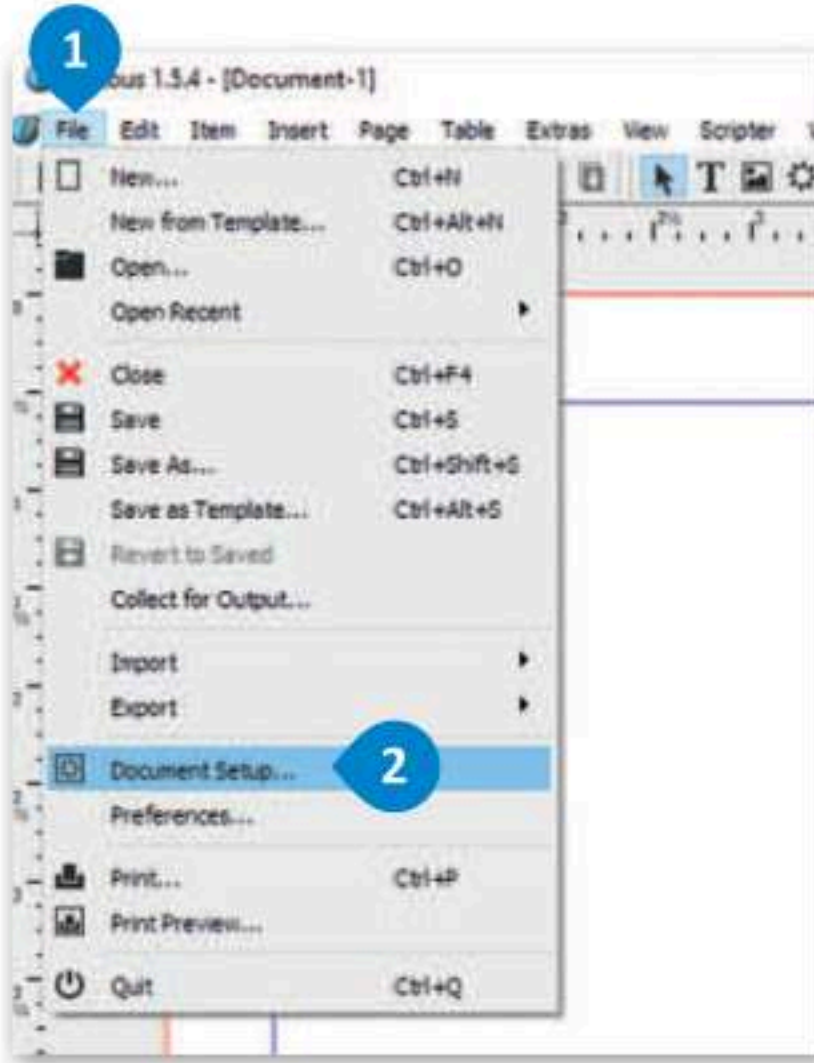 1
ous 1.5.4 - [Document-1]
File Edit Item Insert Page Table Extras View Scripter
New... Ctrl+N
New from Template... Ctrl+Alt+N
Open... Ctrl+O
Open Recent
Close Ctrl+F4
Save Ctrl+S
Save As... Ctrl+Shift+S
Save as Template... Ctrl+Alt+S
Revert to Saved
Collect for Output...
Import
Export
Document Setup... 2
Preferences...
Print... Ctrl+P
Print Preview...
Quit Ctrl+Q